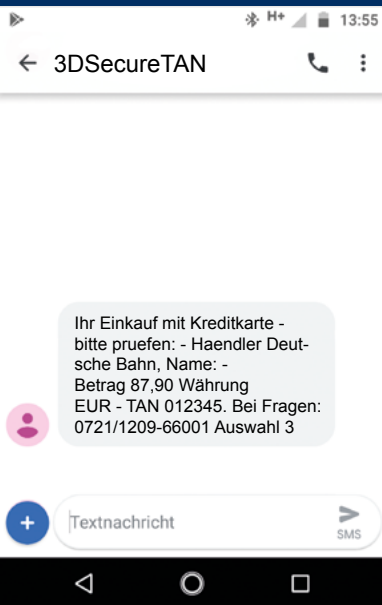 H+ 13:55
3DSecureTAN
Ihr Einkauf mit Kreditkarte -
bitte pruefen: - Haendler Deut-
sche Bahn, Name: -
Betrag 87,90 Währung
EUR - TAN 012345. Bei Fragen:
0721/1209-66001 Auswahl 3
Textnachricht
SMS